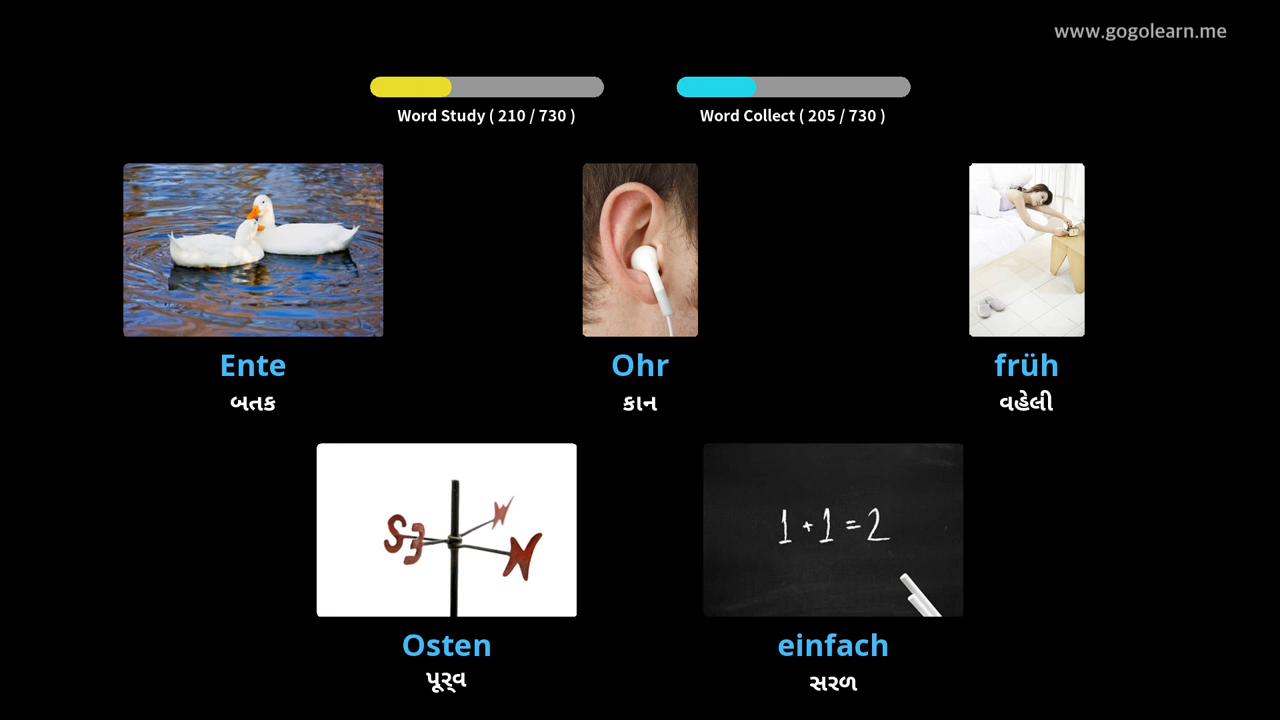 www.gogolearn.me
Word Study ( 210 / 730 )
Word Collect ( 205 / 730 )
Ente
બતક
Ohr
કાન
früh
વહેલી
S E N
Osten
પૂર્વ
1 + 1 = 2
einfach
સરળ